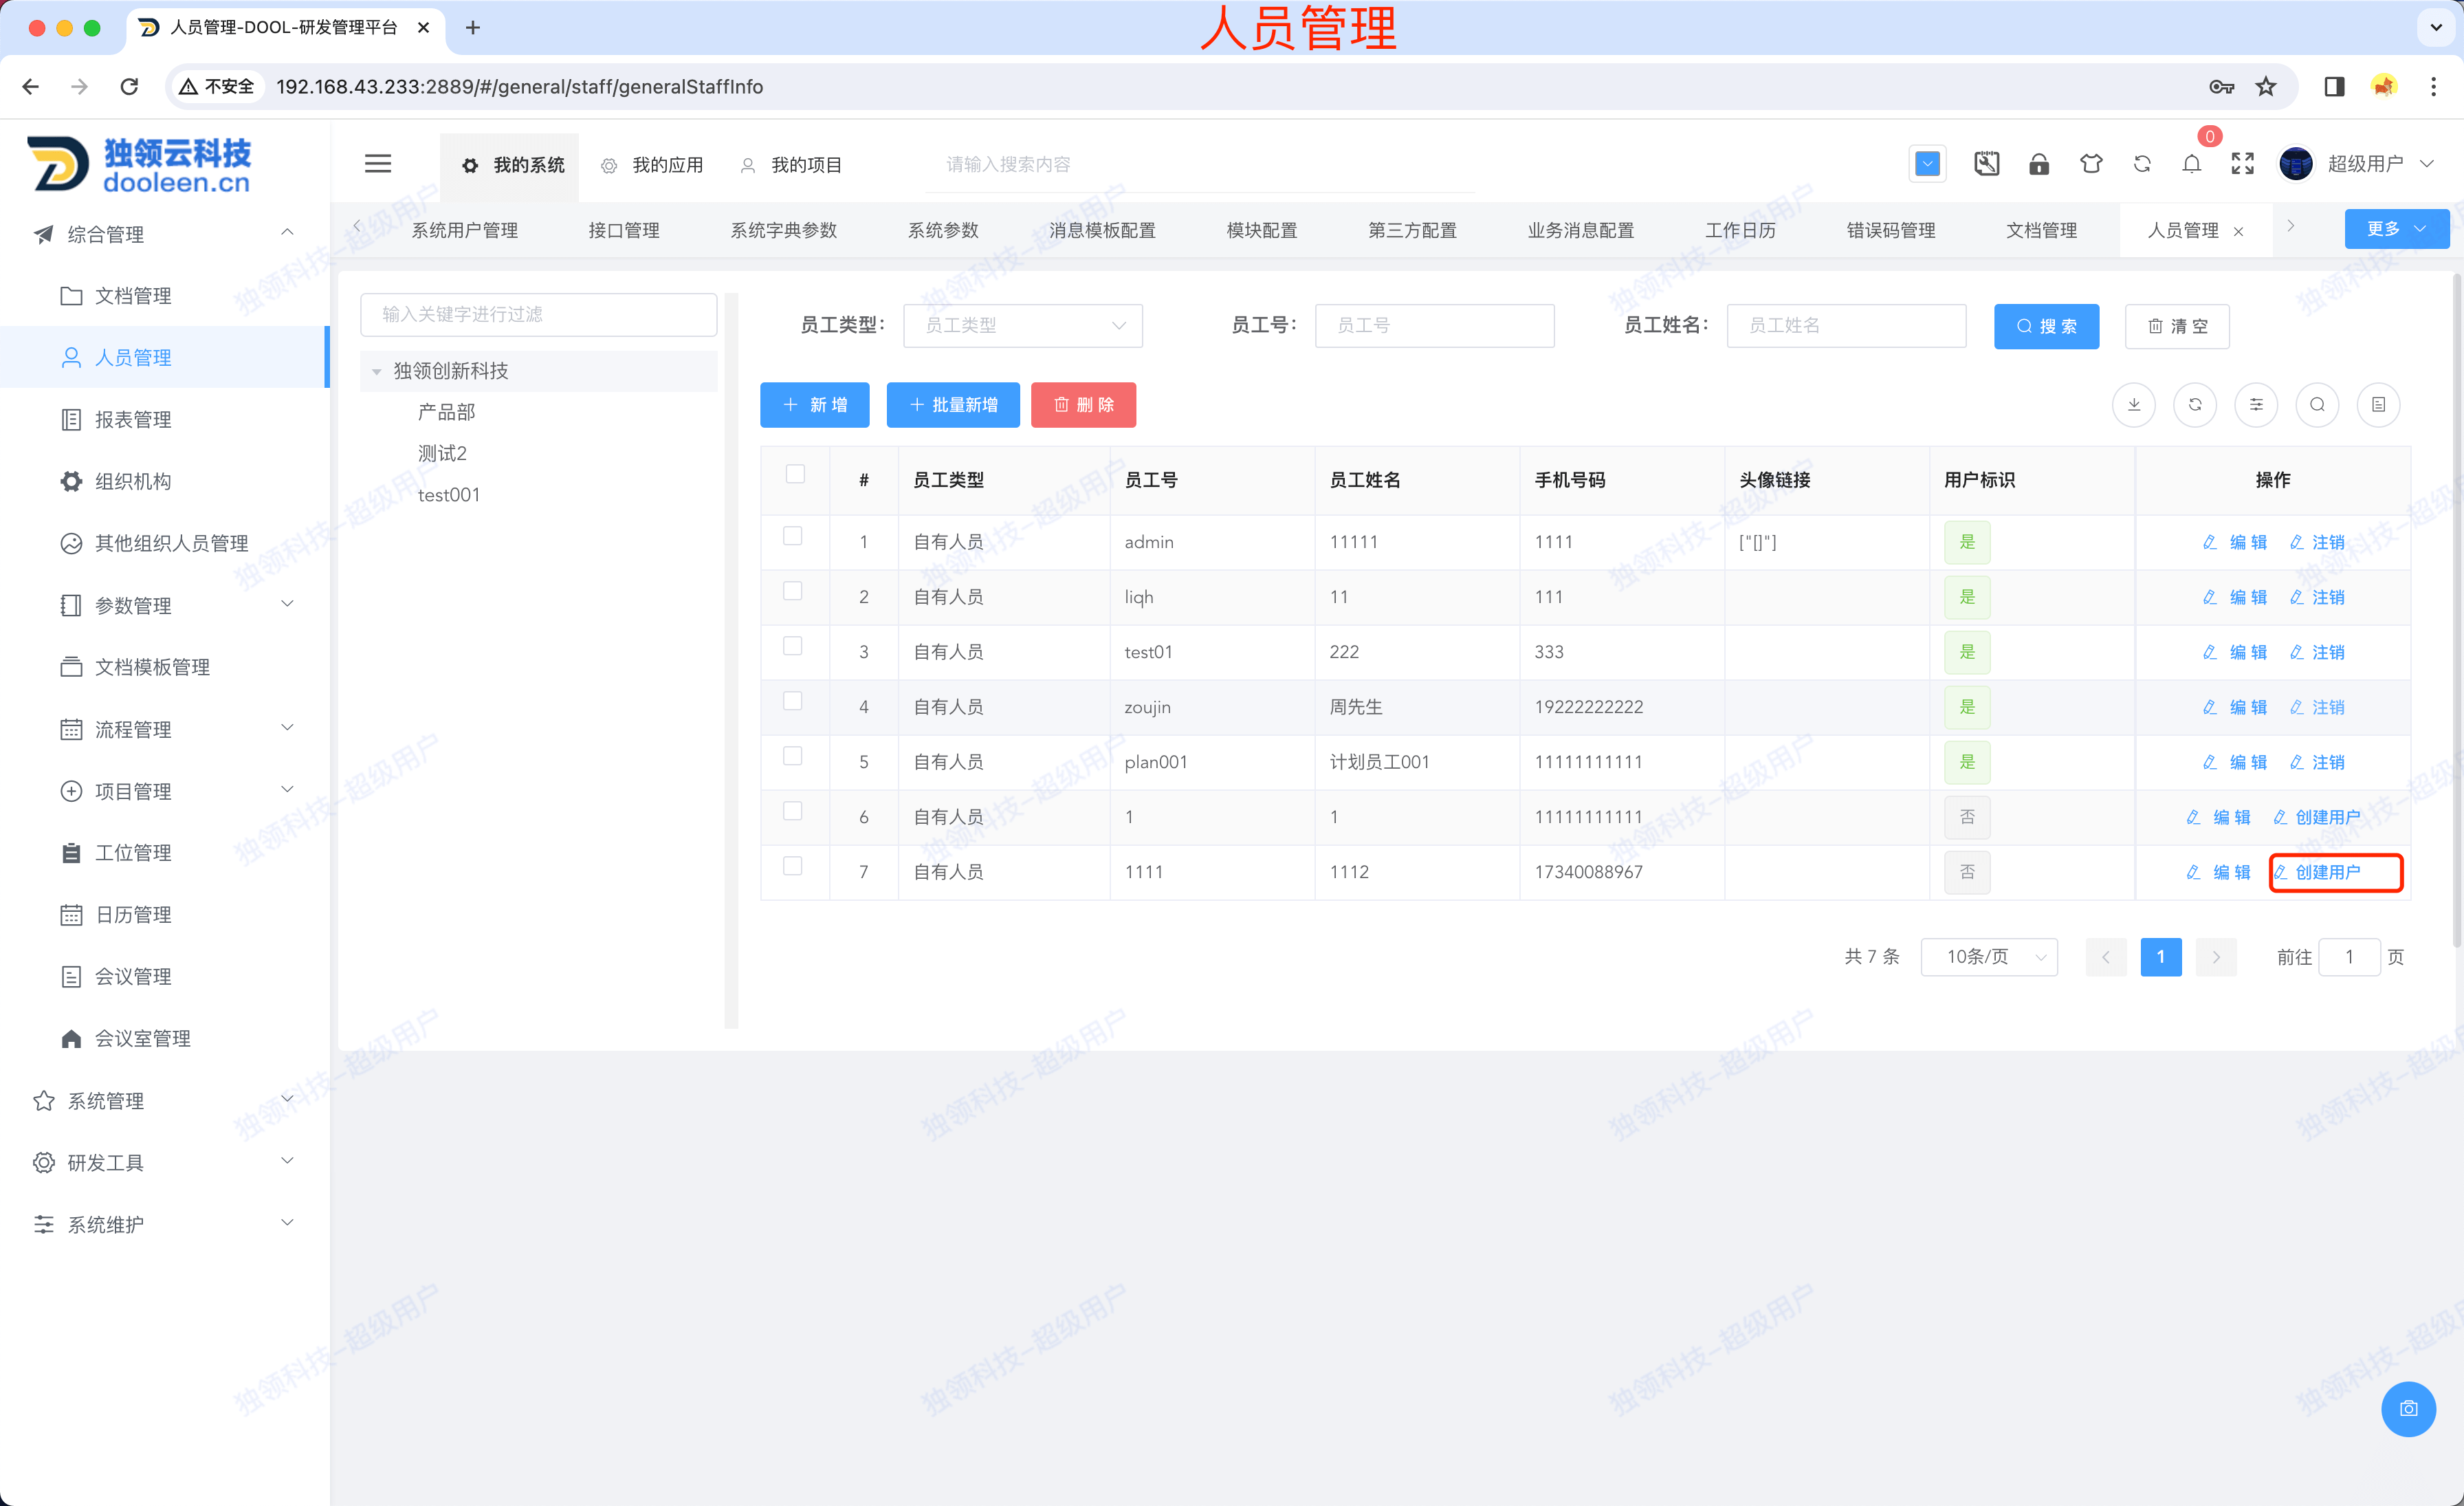 人员管理-DOOL-研发管理平台
人员管理
不安全 192.168.43.233:2889/#/general/staff/generalStaffInfo
独领云科技
dooleen.cn
我的系统 我的应用 我的项目 请输入搜索内容 0 超级用户
系统用户管理 接口管理 系统字典参数 系统参数 消息模板配置 模块配置 第三方配置 业务消息配置 工作日历 错误码管理 文档管理 人员管理 更多
综合管理
文档管理
人员管理
报表管理
组织机构
其他组织人员管理
参数管理
文档模板管理
流程管理
项目管理
工位管理
日历管理
会议管理
会议室管理
系统管理
研发工具
系统维护
输入关键字进行过滤
独领创新科技
产品部
测试2
test001
员工类型: 员工类型 员工号: 员工号 员工姓名: 员工姓名 搜 索 清 空
新 增 批量新增 删 除
# 员工类型 员工号 员工姓名 手机号码 头像链接 用户标识 操作
1 自有人员 admin 11111 1111 ["[]"] 是 编 辑 注销
2 自有人员 liqh 11 111 是 编 辑 注销
3 自有人员 test01 222 333 是 编 辑 注销
4 自有人员 zoujin 周先生 19222222222 是 编 辑 注销
5 自有人员 plan001 计划员工001 11111111111 是 编 辑 注销
6 自有人员 1 1 11111111111 否 编 辑 创建用户
7 自有人员 1111 1112 17340088967 否 编 辑 创建用户
共 7 条 10条/页 1 前往 1 页
独领科技-超级用户